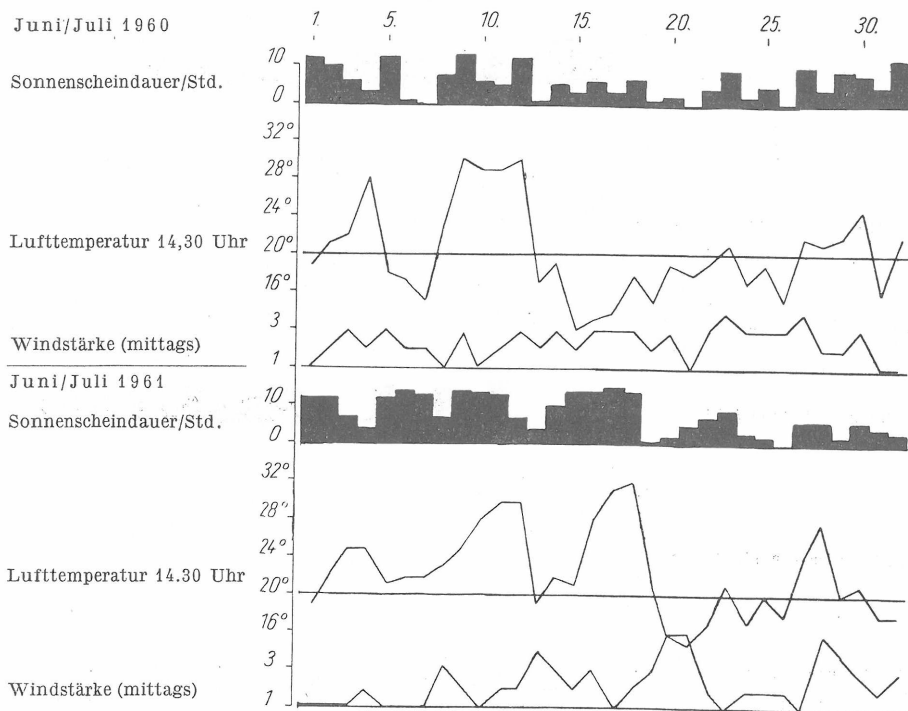 Juni/Juli 1960 1. 5. 10. 15. 20. 25. 30.
10
Sonnenscheindauer/Std.
0
32°
28°
24°
Lufttemperatur 14,30 Uhr
20°
16°
3
Windstärke (mittags)
1
Juni/Juli 1961
10
Sonnenscheindauer/Std.
0
32°
28°
24°
Lufttemperatur 14.30 Uhr
20°
16°
3
Windstärke (mittags)
1